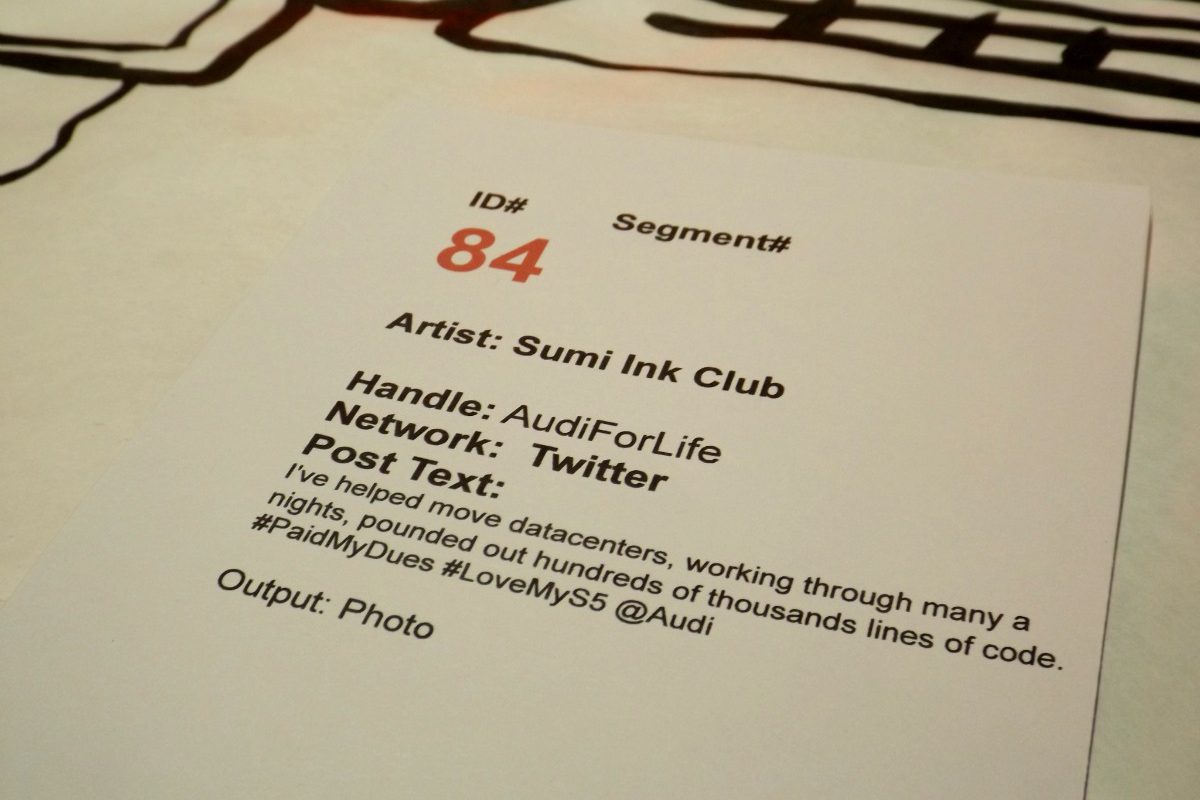 ID# Segment#
84
Artist: Sumi Ink Club
Handle: AudiForLife
Network: Twitter
Post Text:
I've helped move datacenters, working through many a
nights, pounded out hundreds of thousands lines of code.
#PaidMyDues #LoveMyS5 @Audi
Output: Photo